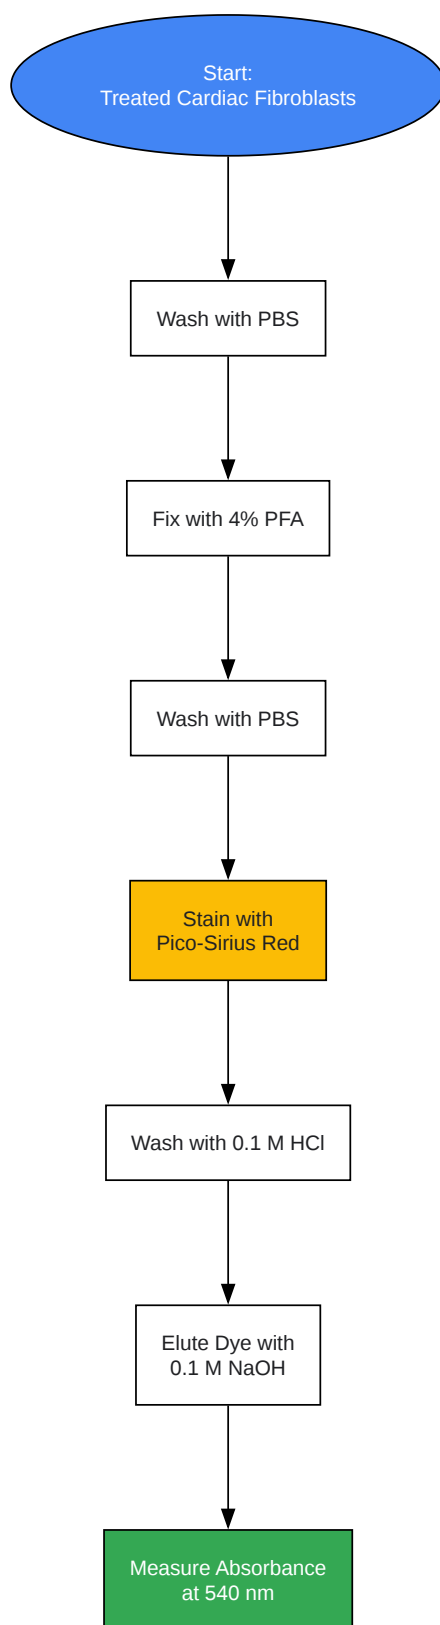 Start:
Treated Cardiac Fibroblasts
Wash with PBS
Fix with 4% PFA
Wash with PBS
Stain with
Pico-Sirius Red
Wash with 0.1 M HCl
Elute Dye with
0.1 M NaOH
Measure Absorbance
at 540 nm